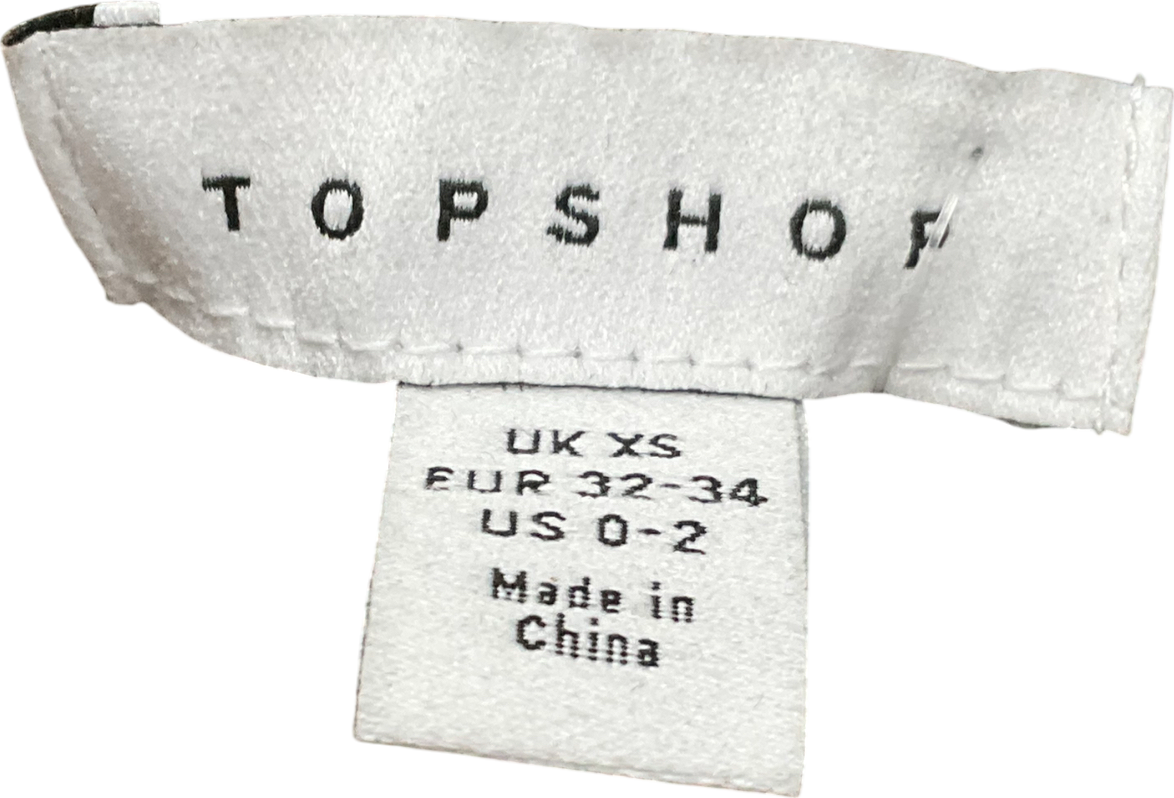 TOPSHOP
UK XS
EUR 32-34
US 0-2
Made in
China